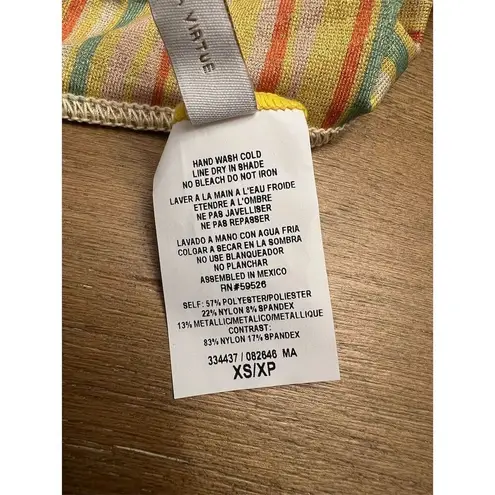 VIRTUE
HAND WASH COLD
LINE DRY IN SHADE
NO BLEACH DO NOT IRON
LAVER A LA MAIN A L'EAU FROIDE
ETENDRE A L'OMBRE
NE PAS JAVELLISER
NE PAS REPASSER
LAVADO A MANO CON AGUA FRIA
COLGAR A SECAR EN LA SOMBRA
NO USE BLANQUEADOR
NO PLANCHAR
ASSEMBLED IN MEXICO
RN#59526
SELF: 57% POLYESTER/POLIESTER
22% NYLON 8% SPANDEX
13% METALLIC/METALICO/METALLIQUE
CONTRAST:
83% NYLON 17% SPANDEX
334437 / 082646 MA
XS/XP